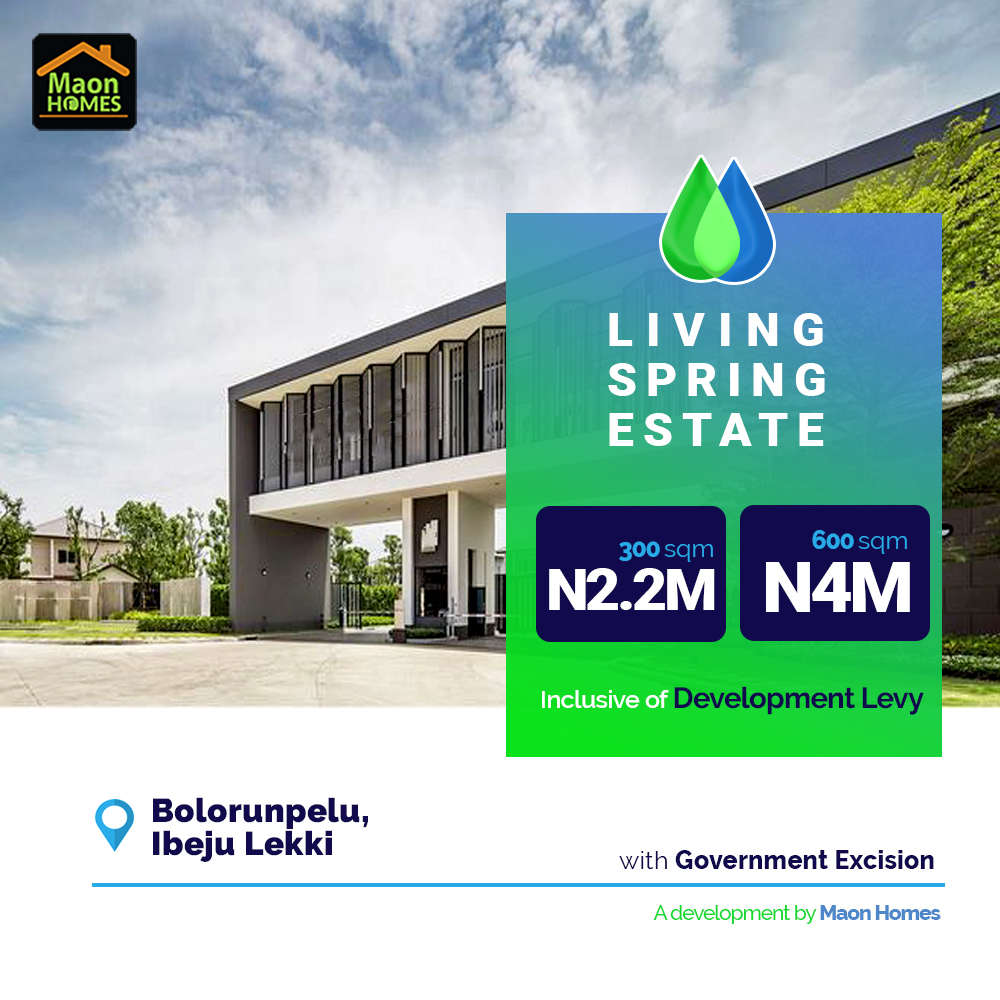 Maon
HOMES
LIVING
SPRING
ESTATE
300 sqm
N2.2M
600 sqm
N4M
Inclusive of Development Levy
Bolorunpelu,
Ibeju Lekki
with Government Excision
A development by Maon Homes